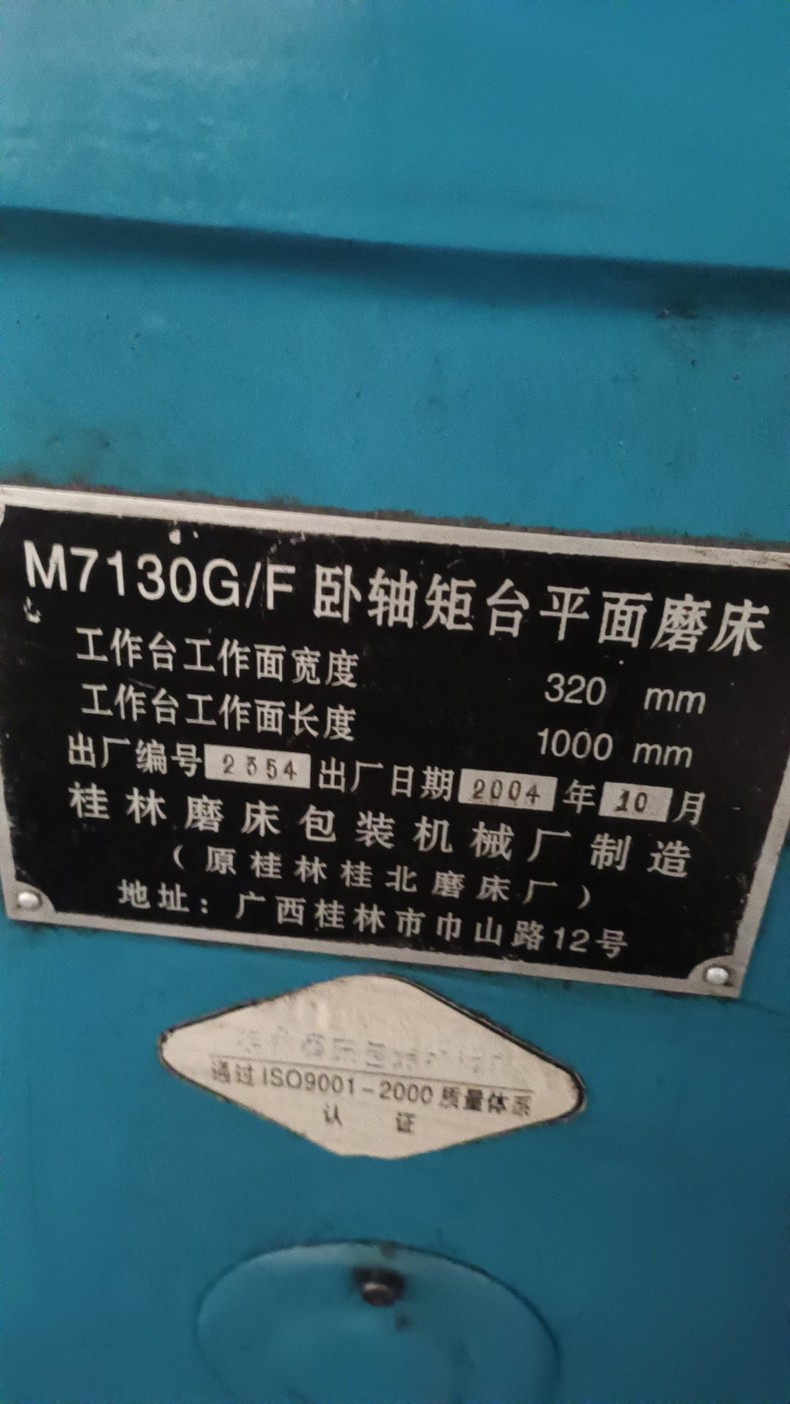 M7130G/F 卧轴矩台平面磨床
工作台工作面宽度 320 mm
工作台工作面长度 1000 mm
出厂编号 2354 出厂日期 2004 年 10 月
桂林磨床包装机械厂制造
（原桂林桂北磨床厂）
地址：广西桂林市巾山路12号
通过ISO9001-2000质量体系
认 证